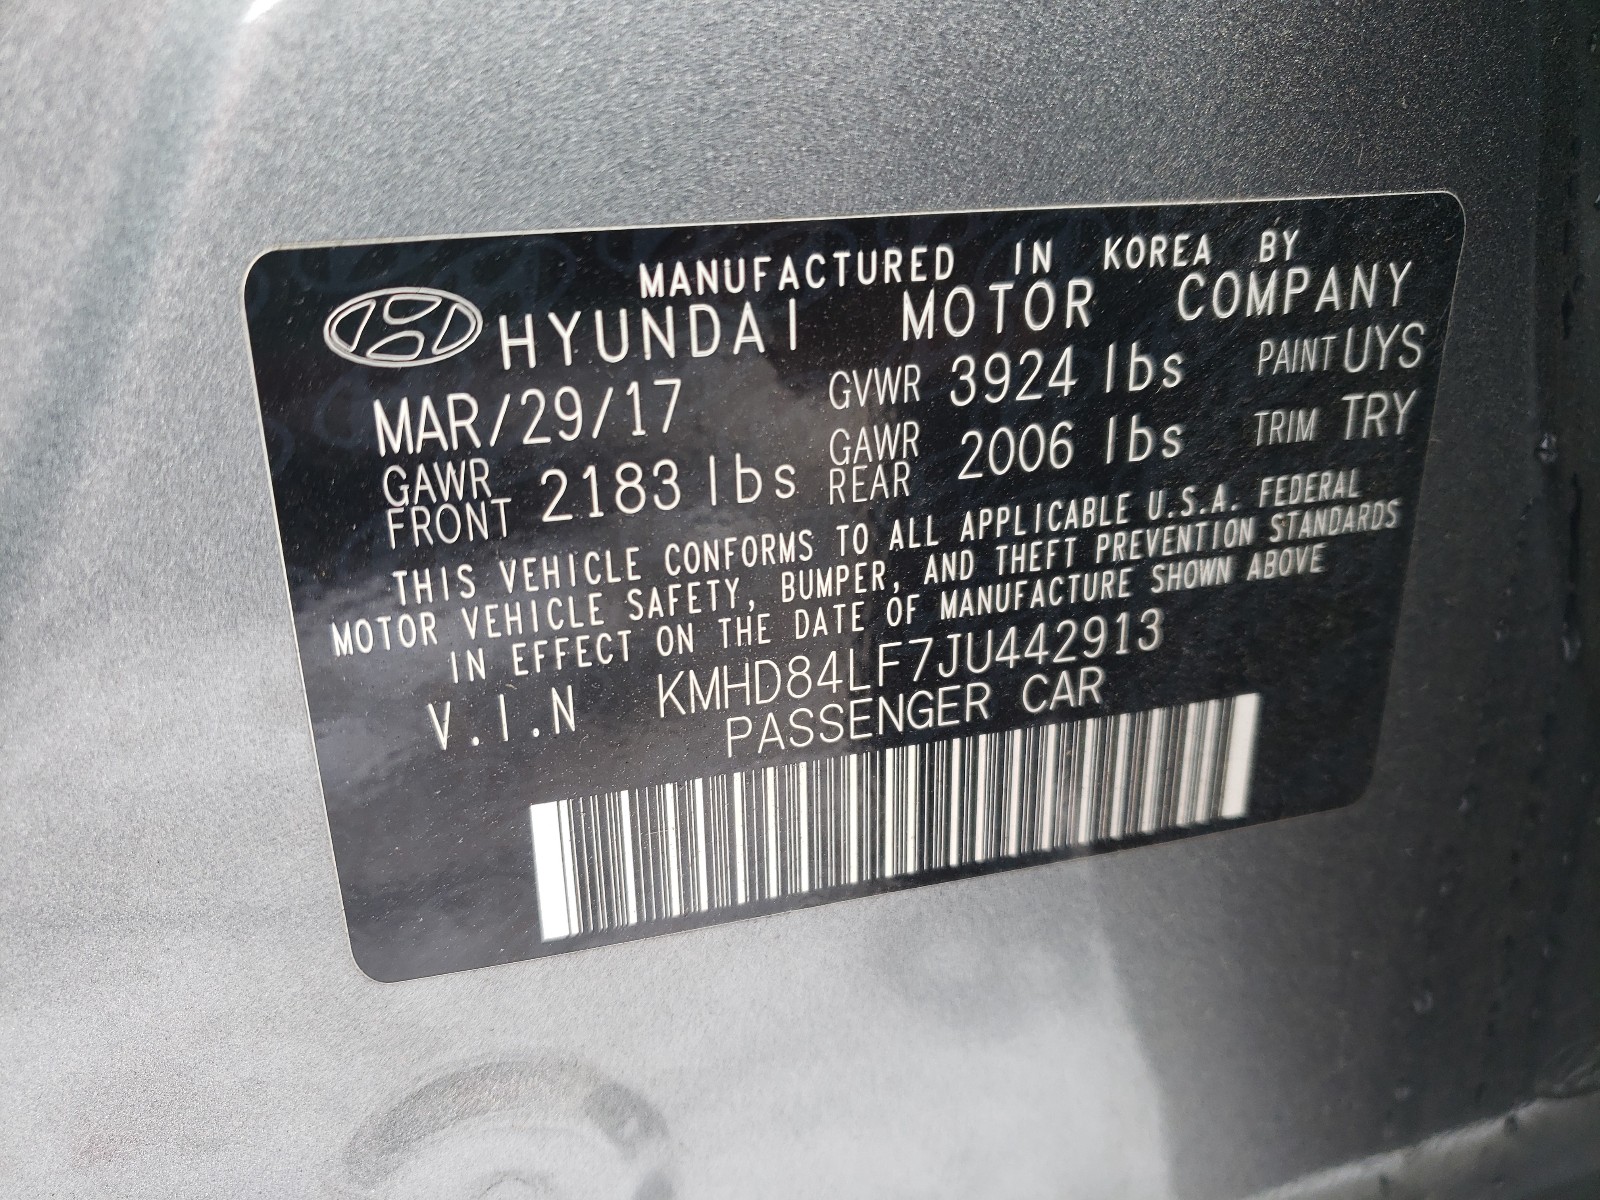 MANUFACTURED IN KOREA BY
HYUNDAI MOTOR COMPANY
MAR/29/17 GVWR 3924 lbs PAINT UYS
GAWR FRONT 2183 lbs GAWR REAR 2006 lbs TRIM TRY
THIS VEHICLE CONFORMS TO ALL APPLICABLE U.S.A. FEDERAL
MOTOR VEHICLE SAFETY, BUMPER, AND THEFT PREVENTION STANDARDS
IN EFFECT ON THE DATE OF MANUFACTURE SHOWN ABOVE
V.I.N KMHD84LF7JU442913
PASSENGER CAR